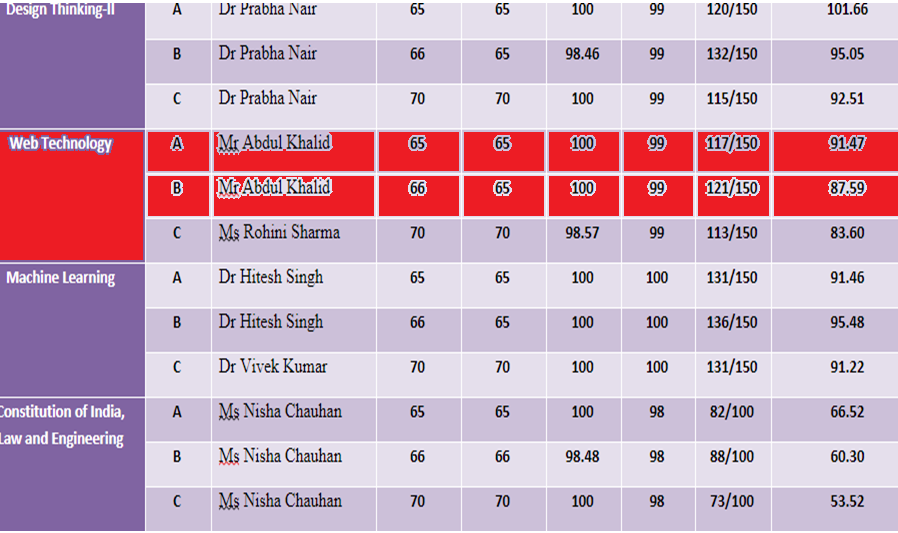 Design Thinking-II A Dr Prabha Nair 65 65 100 99 120/150 101.66
B Dr Prabha Nair 66 65 98.46 99 132/150 95.05
C Dr Prabha Nair 70 70 100 99 115/150 92.51
Web Technology A Mr Abdul Khalid 65 65 100 99 117/150 91.47
B Mr Abdul Khalid 66 65 100 99 121/150 87.59
C Ms Rohini Sharma 70 70 98.57 99 113/150 83.60
Machine Learning A Dr Hitesh Singh 65 65 100 100 131/150 91.46
B Dr Hitesh Singh 66 65 100 100 136/150 95.48
C Dr Vivek Kumar 70 70 100 100 131/150 91.22
Constitution of India, A Ms Nisha Chauhan 65 65 100 98 82/100 66.52
Law and Engineering
B Ms Nisha Chauhan 66 66 98.48 98 88/100 60.30
C Ms Nisha Chauhan 70 70 100 98 73/100 53.52